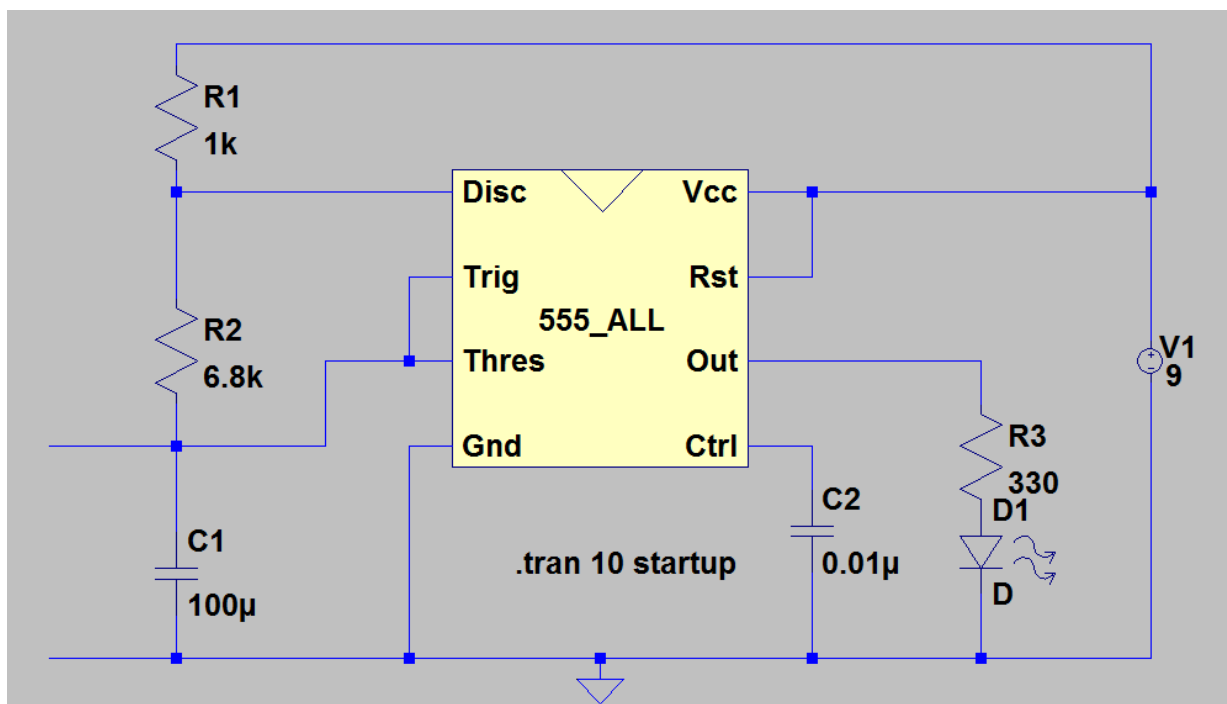 R1
1k
Disc
Vcc
Trig
Rst
R2
6.8k
555_ALL
Thres
Out
V1
9
Gnd
Ctrl
R3
330
C1
100µ
.tran 10 startup
C2
0.01µ
D1
D